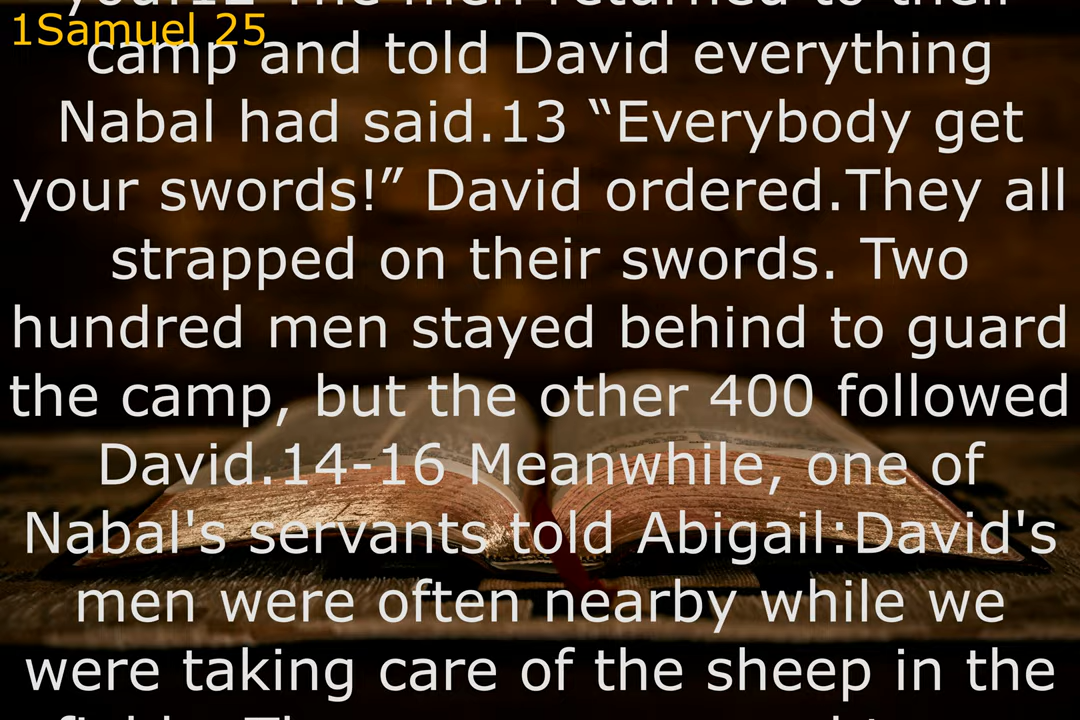 1Samuel 25
you.12 The men returned to their
camp and told David everything
Nabal had said.13 “Everybody get
your swords!” David ordered.They all
strapped on their swords. Two
hundred men stayed behind to guard
the camp, but the other 400 followed
David.14-16 Meanwhile, one of
Nabal's servants told Abigail:David's
men were often nearby while we
were taking care of the sheep in the